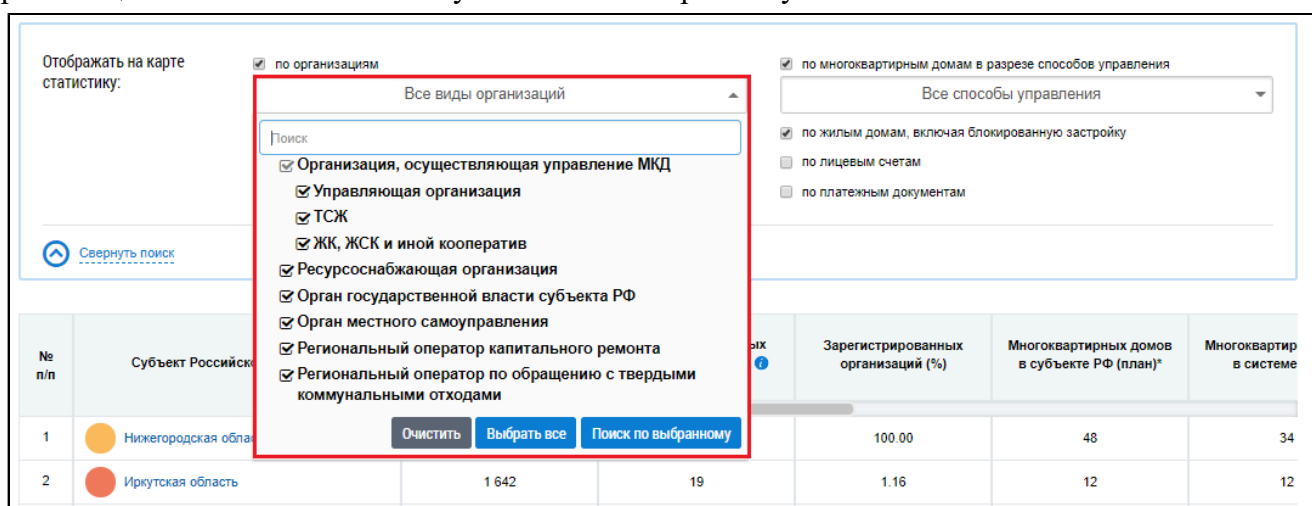 Отображать на карте
статистику:
по организациям
по многоквартирным домам в разрезе способов управления
Все виды организаций
Все способы управления
Поиск
по жилым домам, включая блокированную застройку
по лицевым счетам
по платежным документам
Организация, осуществляющая управление МКД
Управляющая организация
ТСЖ
ЖК, ЖСК и иной кооператив
Ресурсоснабжающая организация
Орган государственной власти субъекта РФ
Орган местного самоуправления
Региональный оператор капитального ремонта
Региональный оператор по обращению с твердыми
коммунальными отходами
Очистить Выбрать все Поиск по выбранному
Свернуть поиск
№
п/п
Субъект
Зарегистрированных
организаций (%)
Многоквартирных домов
в субъекте РФ (план)*
в системе
1 Нижегородская 100.00 48 34
2 Иркутская область 1 642 19 1.16 12 12